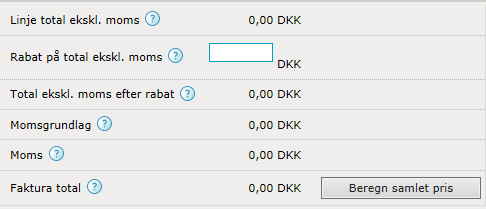 Linje total ekskl. moms ? 0,00 DKK
Rabat på total ekskl. moms ? DKK
Total ekskl. moms efter rabat ? 0,00 DKK
Momsgrundlag ? 0,00 DKK
Moms ? 0,00 DKK
Faktura total ? 0,00 DKK Beregn samlet pris